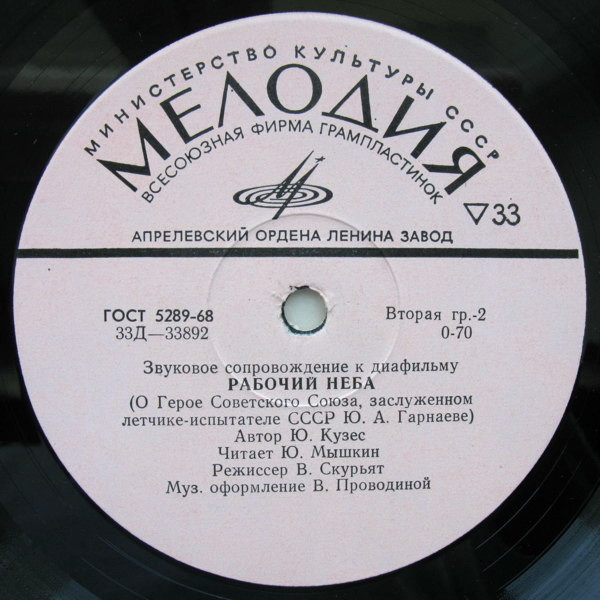 МИНИСТЕРСТВО КУЛЬТУРЫ СССР
МЕЛОДИЯ
ВСЕСОЮЗНАЯ ФИРМА ГРАМПЛАСТИНОК
▽33
АПРЕЛЕВСКИЙ ОРДЕНА ЛЕНИНА ЗАВОД
ГОСТ 5289-68 Вторая гр.-2
33Д—33892 0-70
Звуковое сопровождение к диафильму
РАБОЧИЙ НЕБА
(О Герое Советского Союза, заслуженном
летчике-испытателе СССР Ю. А. Гарнаеве)
Автор Ю. Кузес
Читает Ю. Мышкин
Режиссер В. Скурьят
Муз. оформление В. Проводиной